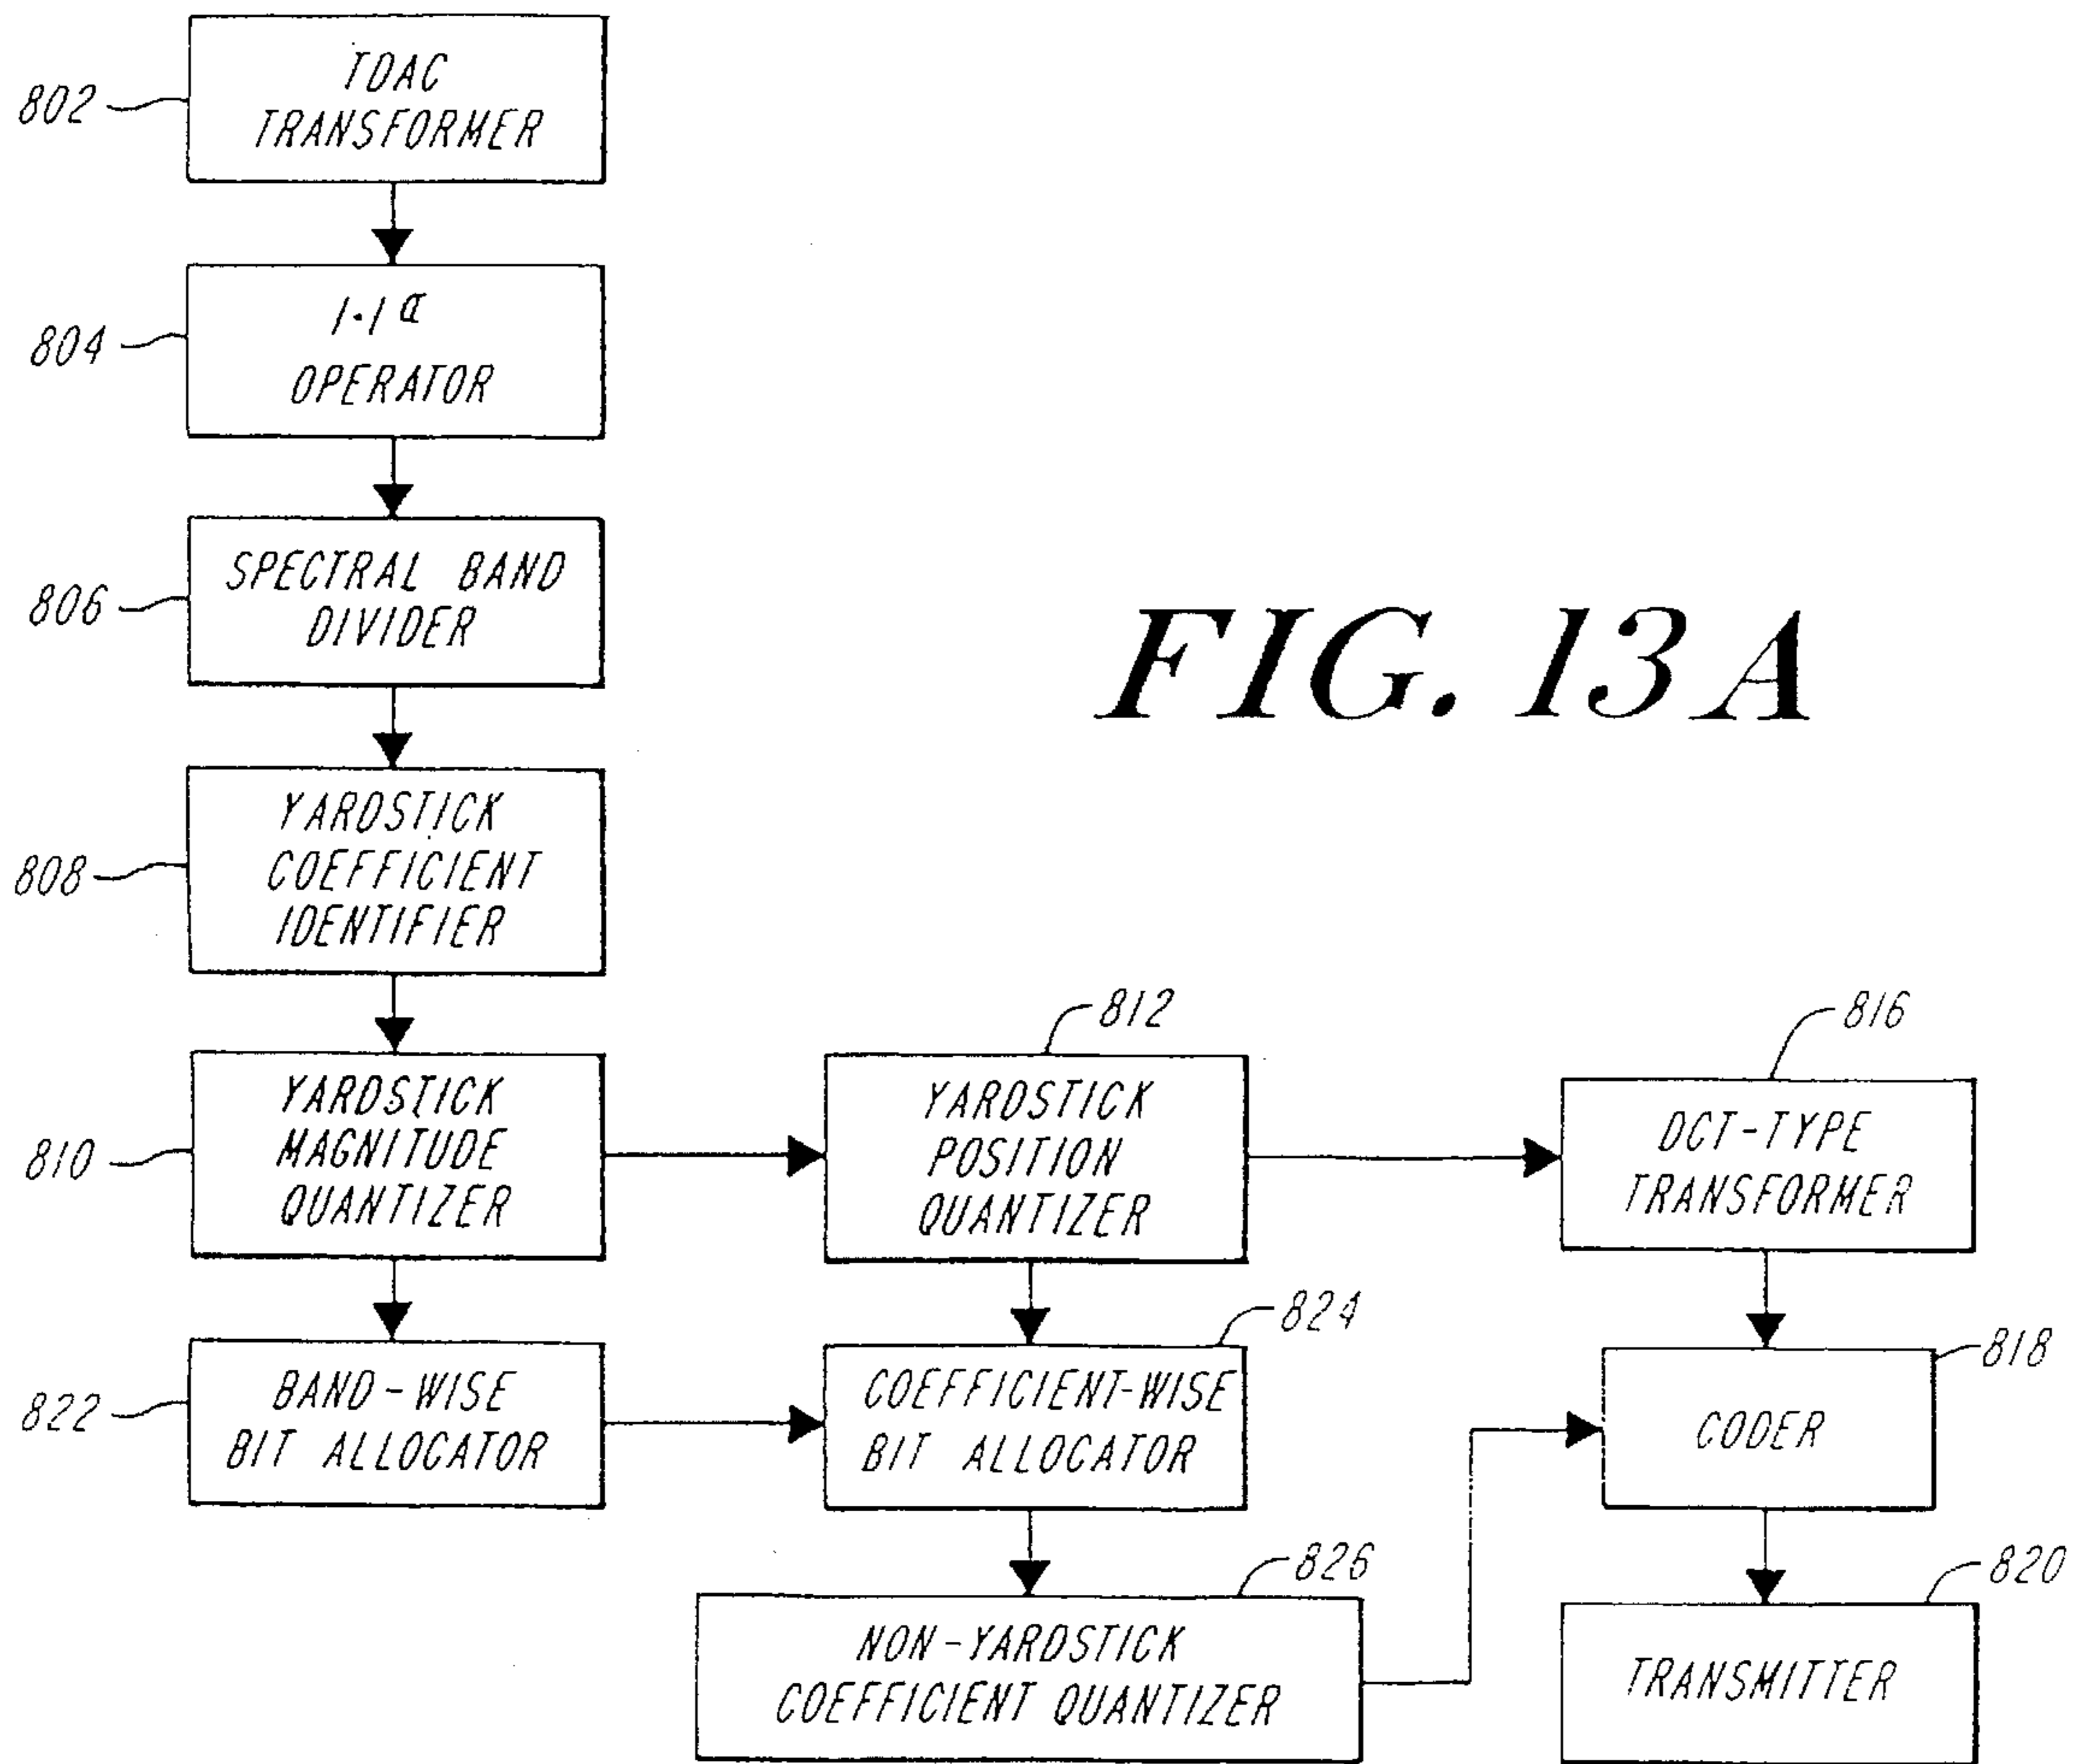 TDAC
TRANSFORMER
802
|·|ᵅ
OPERATOR
804
SPECTRAL BAND
DIVIDER
806
FIG. 13A
YARDSTICK
COEFFICIENT
IDENTIFIER
808
YARDSTICK
MAGNITUDE
QUANTIZER
810
812
YARDSTICK
POSITION
QUANTIZER
816
DCT-TYPE
TRANSFORMER
822
BAND-WISE
BIT ALLOCATOR
824
COEFFICIENT-WISE
BIT ALLOCATOR
818
CODER
826
NON-YARDSTICK
COEFFICIENT QUANTIZER
820
TRANSMITTER